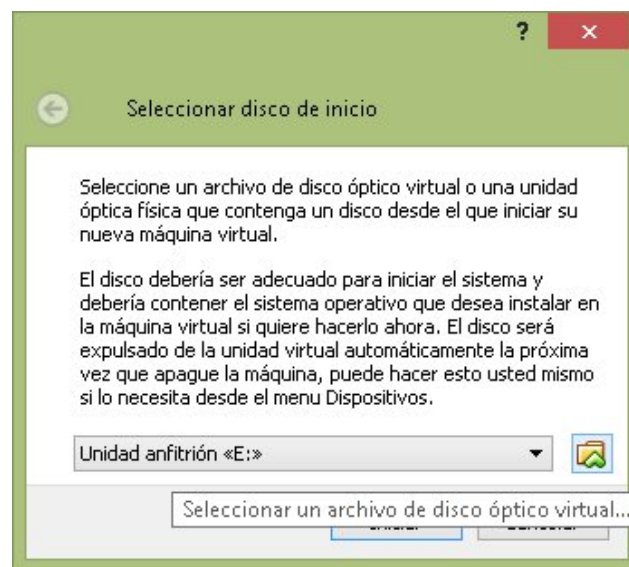 ?
Seleccionar disco de inicio
Seleccione un archivo de disco óptico virtual o una unidad
óptica física que contenga un disco desde el que iniciar su
nueva máquina virtual.
El disco debería ser adecuado para iniciar el sistema y
debería contener el sistema operativo que desea instalar en
la máquina virtual si quiere hacerlo ahora. El disco será
expulsado de la unidad virtual automáticamente la próxima
vez que apague la máquina, puede hacer esto usted mismo
si lo necesita desde el menu Dispositivos.
Unidad anfitrión «E:»
Seleccionar un archivo de disco óptico virtual...